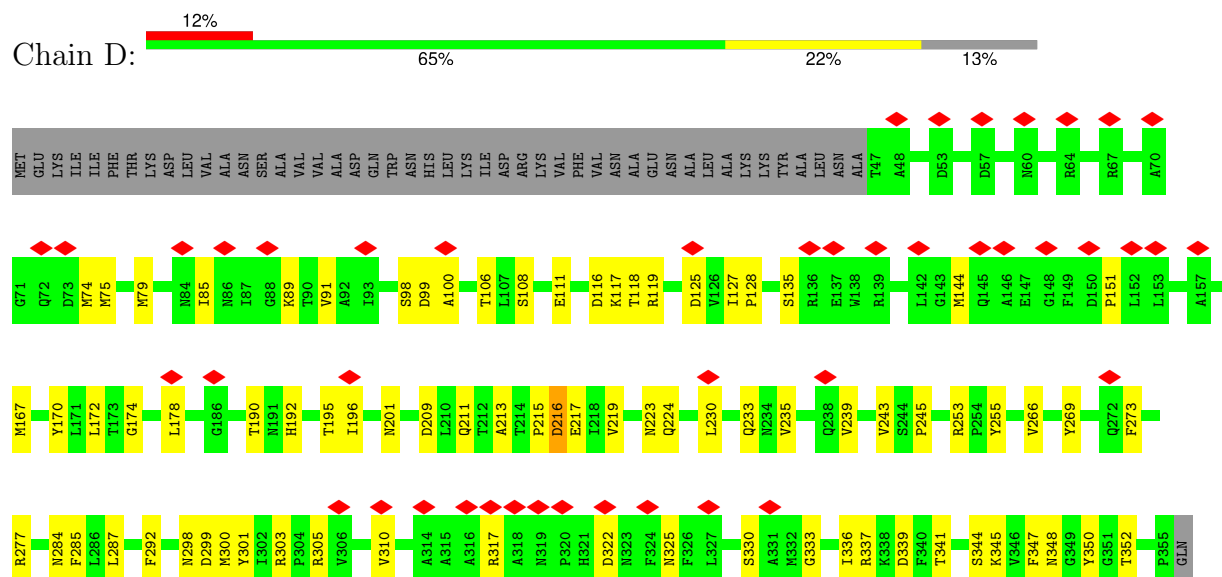 12%
Chain D:
65% 22% 13%
MET GLU LYS ILE ILE PHE THR LYS ASP LEU VAL ALA ASN SER ALA VAL VAL ALA ASP GLN TRP ASN HIS LEU LYS ILE ASP ARG LYS VAL PHE VAL ASN ALA GLU ASN ALA LEU ALA LYS LYS TYR ALA LEU ASN ALA T47 A48 D53 D57 N60 R64 R67 A70
G71 Q72 D73 M74 M75 M79 N84 I85 N86 I87 G88 K89 T90 V91 A92 I93 S98 D99 A100 T106 L107 S108 E111 D116 K117 T118 R119 D125 V126 I127 P128 S135 R136 E137 W138 R139 L142 G143 M144 Q145 A146 E147 G148 F149 D150 P151 L152 L153 A157
M167 Y170 L171 L172 T173 G174 L178 G186 T190 N191 H192 T195 I196 N201 D209 L210 Q211 T212 A213 T214 P215 D216 E217 I218 V219 N223 Q224 L230 Q233 N234 V235 Q238 V239 V243 S244 P245 R253 P254 Y255 V266 Y269 Q272 F273
R277 N284 F285 L286 L287 F292 N298 D299 M300 Y301 I302 R303 P304 R305 V306 V310 A314 A315 A316 R317 A318 N319 P320 H321 D322 N323 F324 N325 F326 L327 S330 A331 M332 G333 I336 R337 K338 D339 F340 T341 S344 K345 V346 F347 N348 G349 Y350 G351 T352 P355 GLN